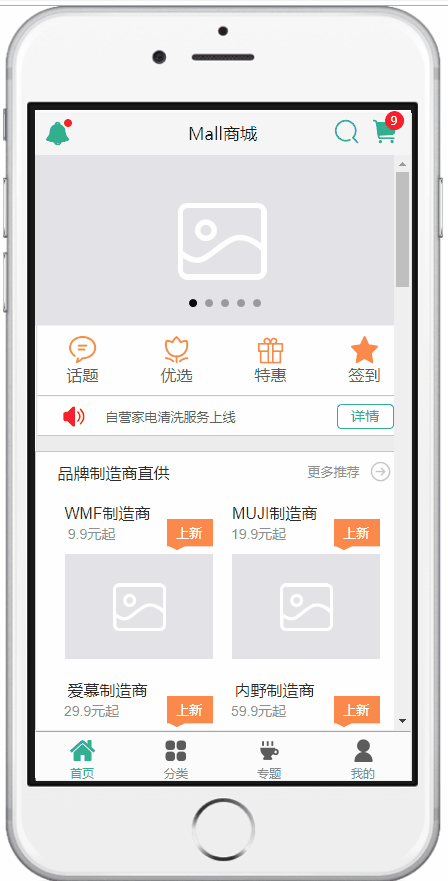 Mall商城
9
话题 优选 特惠 签到
自营家电清洗服务上线 详情
品牌制造商直供 更多推荐
WMF制造商 MUJI制造商
9.9元起 上新 19.9元起 上新
爱慕制造商 内野制造商
29.9元起 上新 59.9元起 上新
首页 分类 专题 我的